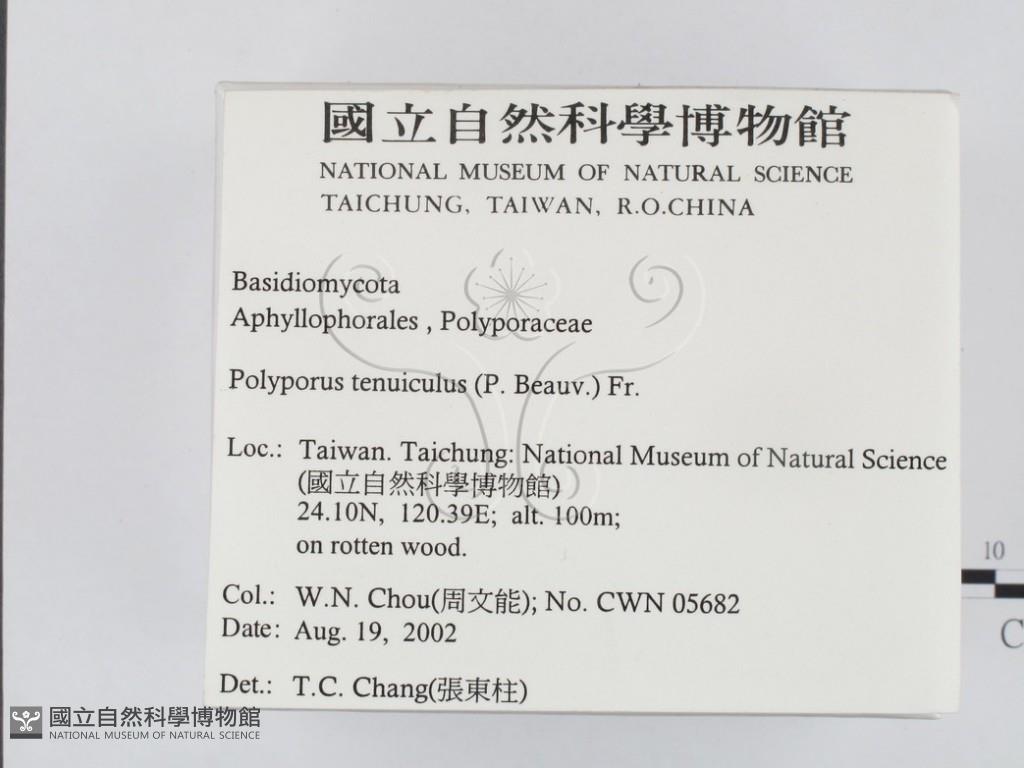 國立自然科學博物館
NATIONAL MUSEUM OF NATURAL SCIENCE
TAICHUNG, TAIWAN, R.O.CHINA
Basidiomycota
Aphyllophorales , Polyporaceae
Polyporus tenuiculus (P. Beauv.) Fr.
Loc.: Taiwan. Taichung: National Museum of Natural Science
(國立自然科學博物館)
24.10N, 120.39E; alt. 100m;
on rotten wood.
Col.: W.N. Chou(周文能); No. CWN 05682
Date: Aug. 19, 2002
Det.: T.C. Chang(張東柱)
10
C
國立自然科學博物館
NATIONAL MUSEUM OF NATURAL SCIENCE